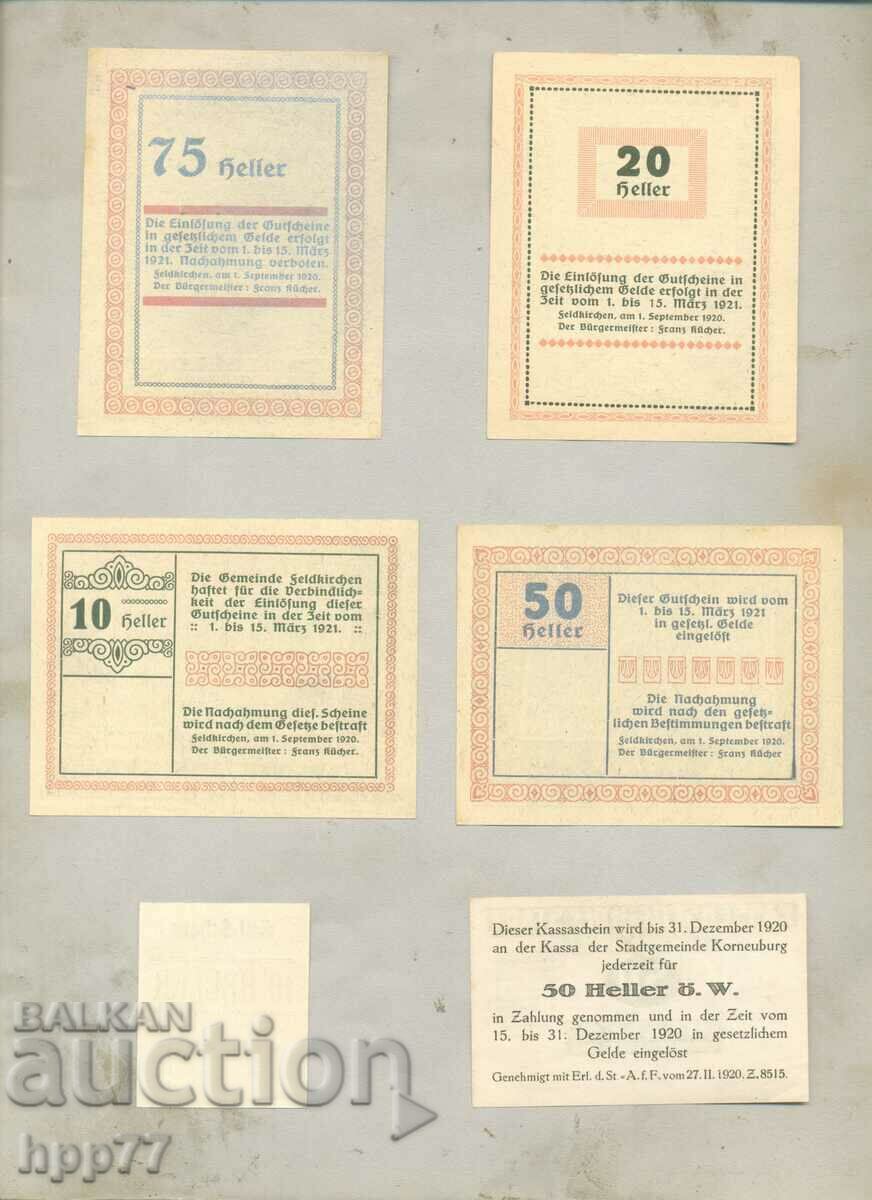 75 Heller
Die Einlösung der Gutscheine
in gesetzlichem Gelde erfolgt
in der Zeit vom 1. bis 15. März
1921. Nachahmung verboten.
Feldkirchen, am 1. September 1920.
Der Bürgermeister: Franz Kücher.
20
Heller
Die Einlösung der Gutscheine in
gesetzlichem Gelde erfolgt in der
Zeit vom 1. bis 15. März 1921.
Feldkirchen, am 1. September 1920.
Der Bürgermeister: Franz Kücher.
10 Heller
Die Gemeinde Feldkirchen
haftet für die Verbindlich-
keit der Einlösung dieser
Gutscheine in der Zeit vom
:: 1. bis 15. März 1921. ::
Die Nachahmung dies. Scheine
wird nach dem Gesetze bestraft
Feldkirchen, am 1. September 1920.
Der Bürgermeister: Franz Kücher.
50
Heller
Dieser Gutschein wird vom
1. bis 15. März 1921
in gesetzl. Gelde
eingelöst
Die Nachahmung
wird nach den gesetz-
lichen Bestimmungen bestraft
Feldkirchen, am 1. September 1920.
Der Bürgermeister: Franz Kücher
Dieser Kassaschein wird bis 31. Dezember 1920
an der Kassa der Stadtgemeinde Korneuburg
jederzeit für
50 Heller ö. W.
in Zahlung genommen und in der Zeit vom
15. bis 31. Dezember 1920 in gesetzlichem
Gelde eingelöst
Genehmigt mit Erl. d. St.-A. f. F. vom 27. II. 1920. Z. 8515.
BALKAN
auction
hpp77